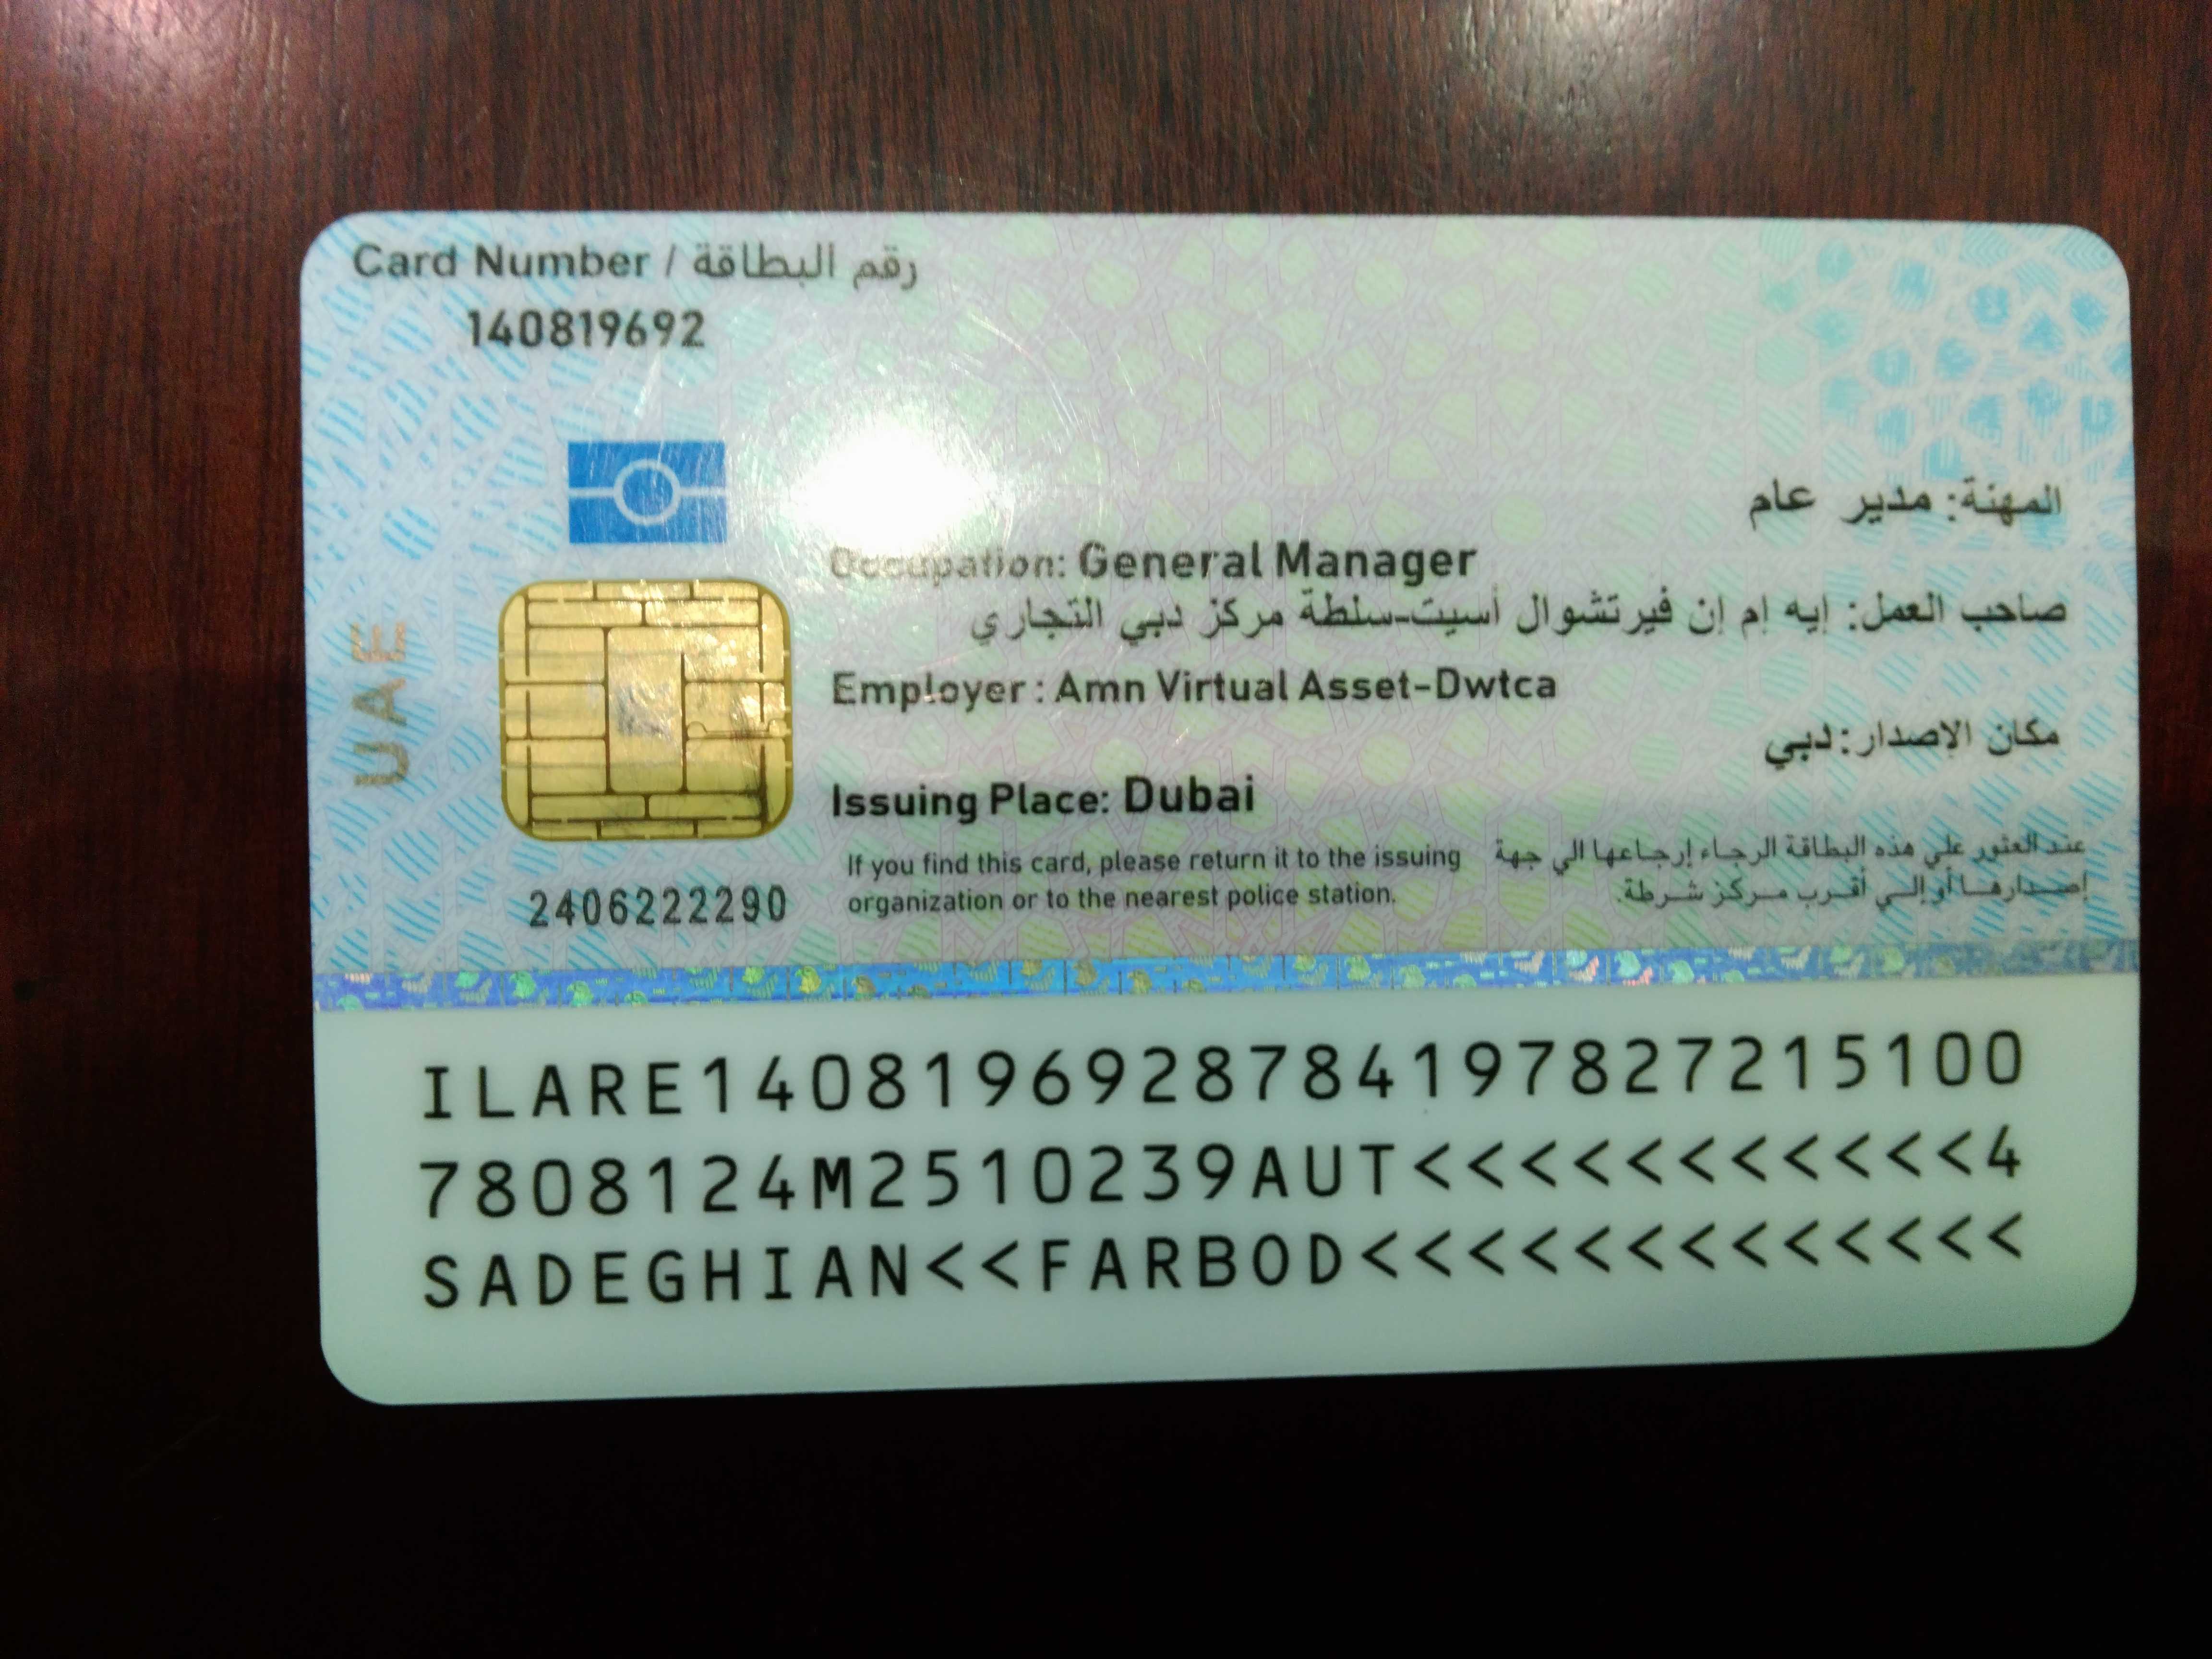 Card Number / رقم البطاقة
140819692
المهنة: مدير عام
Occupation: General Manager
صاحب العمل: إيه إم إن فيرتشوال أسيت-سلطة مركز دبي التجاري
Employer : Amn Virtual Asset-Dwtca
مكان الإصدار: دبي
Issuing Place: Dubai
UAE
If you find this card, please return it to the issuing
organization or to the nearest police station.
عند العثور علي هذه البطاقة الرجاء إرجاعها الي جهة
إصدارها أو إلى أقرب مركز شرطة.
2406222290
ILARE1408196928784197827215100
7808124M2510239AUT<<<<<<<<<<<4
SADEGHIAN<<FARBOD<<<<<<<<<<<<<